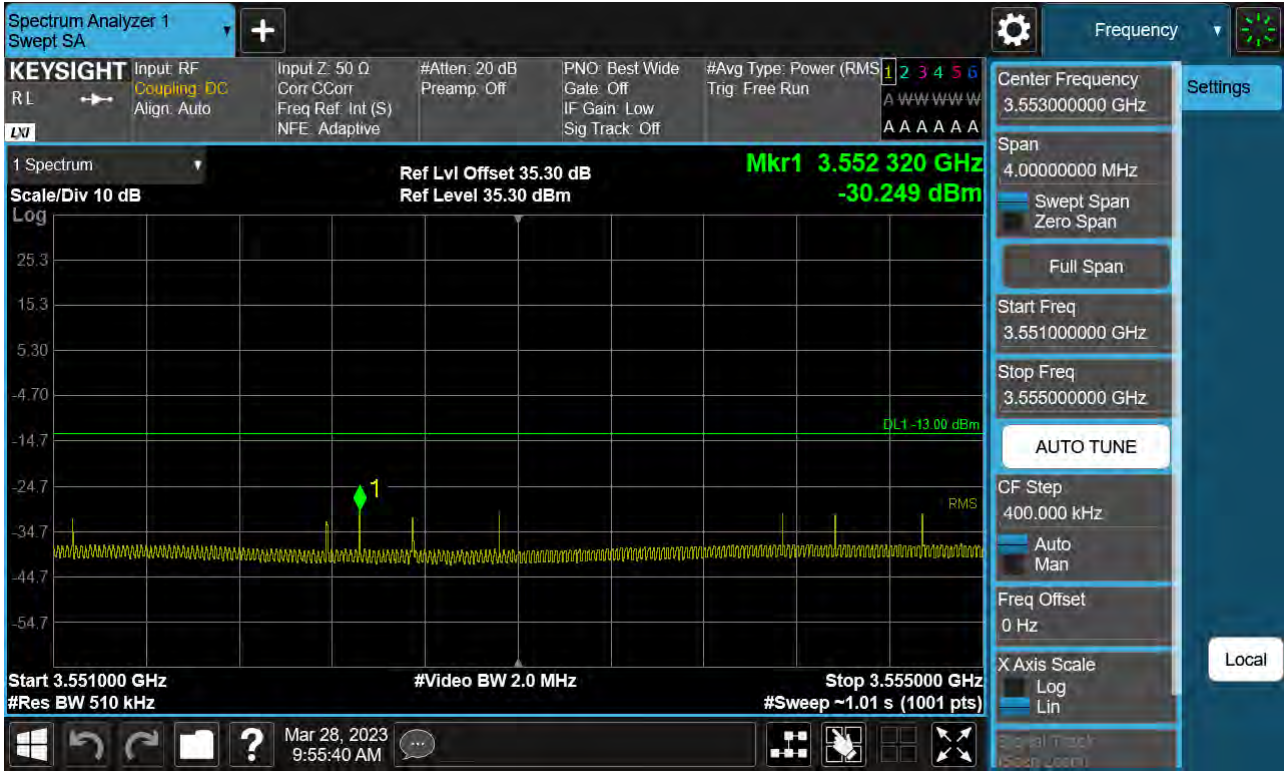 Spectrum Analyzer 1
Swept SA
Frequency
KEYSIGHT
RL
LXI
Input: RF
Coupling: DC
Align: Auto
Input Z: 50 Ω
Corr CCorr
Freq Ref: Int (S)
NFE: Adaptive
#Atten: 20 dB
Preamp: Off
PNO: Best Wide
Gate: Off
IF Gain: Low
Sig Track: Off
#Avg Type: Power (RMS
Trig: Free Run
1 2 3 4 5 6
A W W W W W
A A A A A A
1 Spectrum
Scale/Div 10 dB
Log
Ref Lvl Offset 35.30 dB
Ref Level 35.30 dBm
Mkr1 3.552 320 GHz
-30.249 dBm
25.3
15.3
5.30
-4.70
DL1 -13.00 dBm
-14.7
-24.7
1
RMS
-34.7
-44.7
-54.7
Start 3.551000 GHz
#Res BW 510 kHz
#Video BW 2.0 MHz
Stop 3.555000 GHz
#Sweep ~1.01 s (1001 pts)
Center Frequency
3.553000000 GHz
Settings
Span
4.00000000 MHz
Swept Span
Zero Span
Full Span
Start Freq
3.551000000 GHz
Stop Freq
3.555000000 GHz
AUTO TUNE
CF Step
400.000 kHz
Auto
Man
Freq Offset
0 Hz
X Axis Scale
Log
Lin
Signal Track
(Span Zoom)
Local
?
Mar 28, 2023
9:55:40 AM